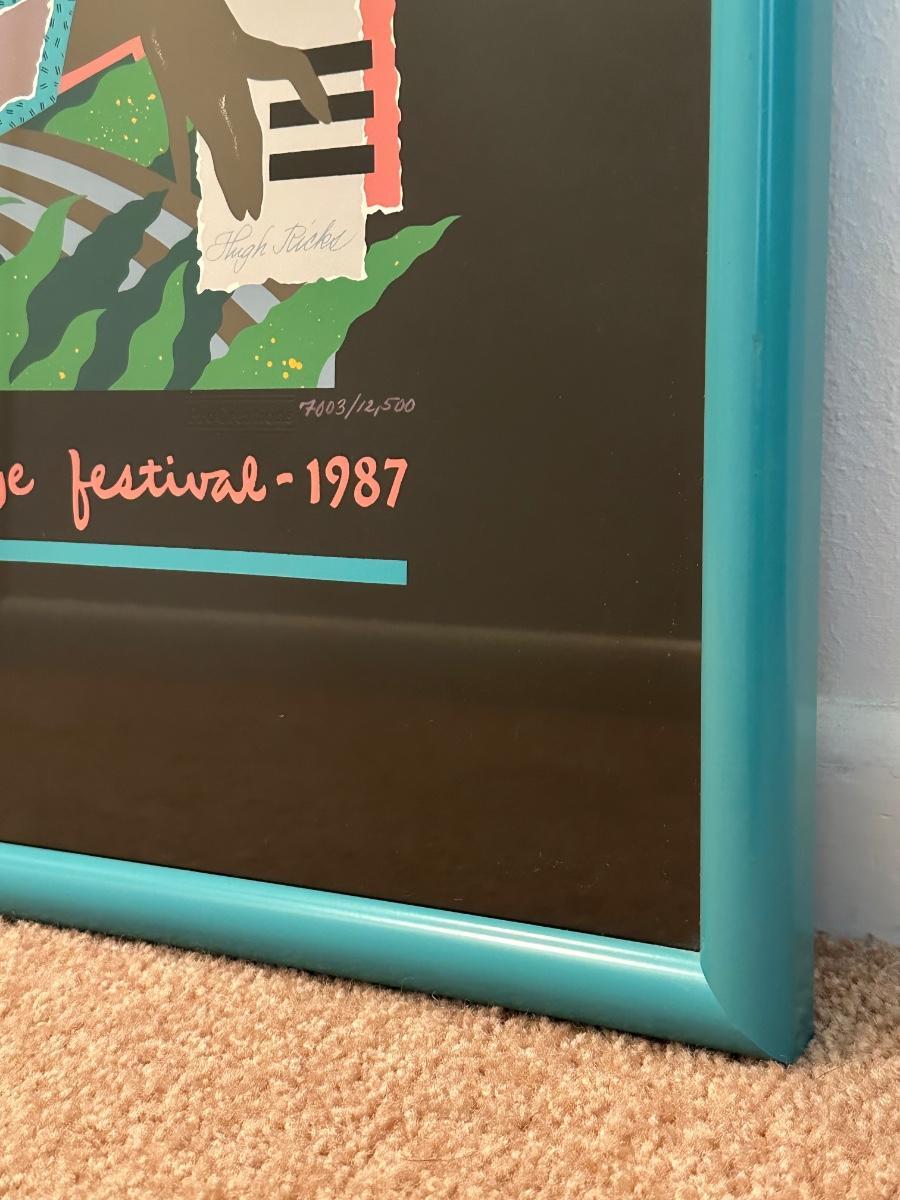 Hugh Ricks
7003/12,500
ge festival-1987